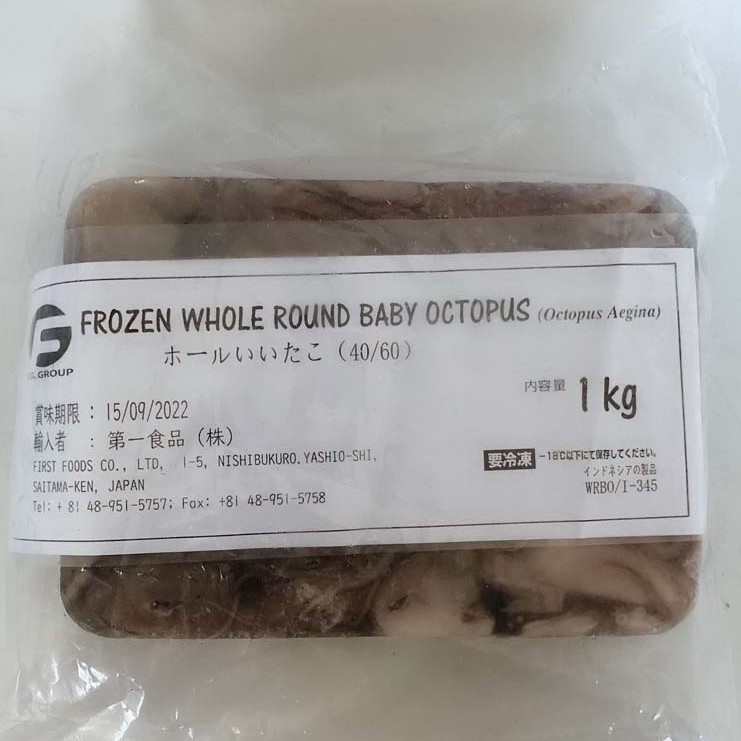 FROZEN WHOLE ROUND BABY OCTOPUS (Octopus Aegina)
ホールいいたこ (40/60)
G
GROUP
内容量 1 kg
賞味期限 : 15/09/2022
輸入者 : 第一食品 (株)
FIRST FOODS CO., LTD, 1-5, NISHIBUKURO, YASHIO-SHI,
SAITAMA-KEN, JAPAN
Tel: + 81 48-951-5757; Fax: +81 48-951-5758
要冷凍 -18℃以下にて保存してください。
インドネシアの製品
WRBO/I-345